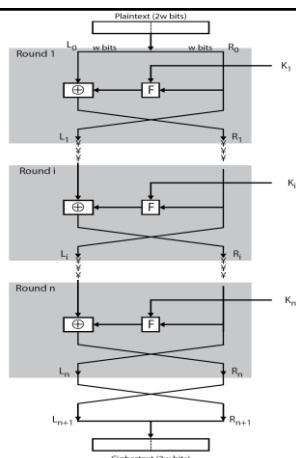 Plaintext (2w bits)
L0 w bits w bits R0
Round 1
K1
⊕ F
L1 R1
Round i
Ki
⊕ F
Li Ri
Round n
Kn
⊕ F
Ln Rn
Ln+1 Rn+1
Ciphertext (2w bits)